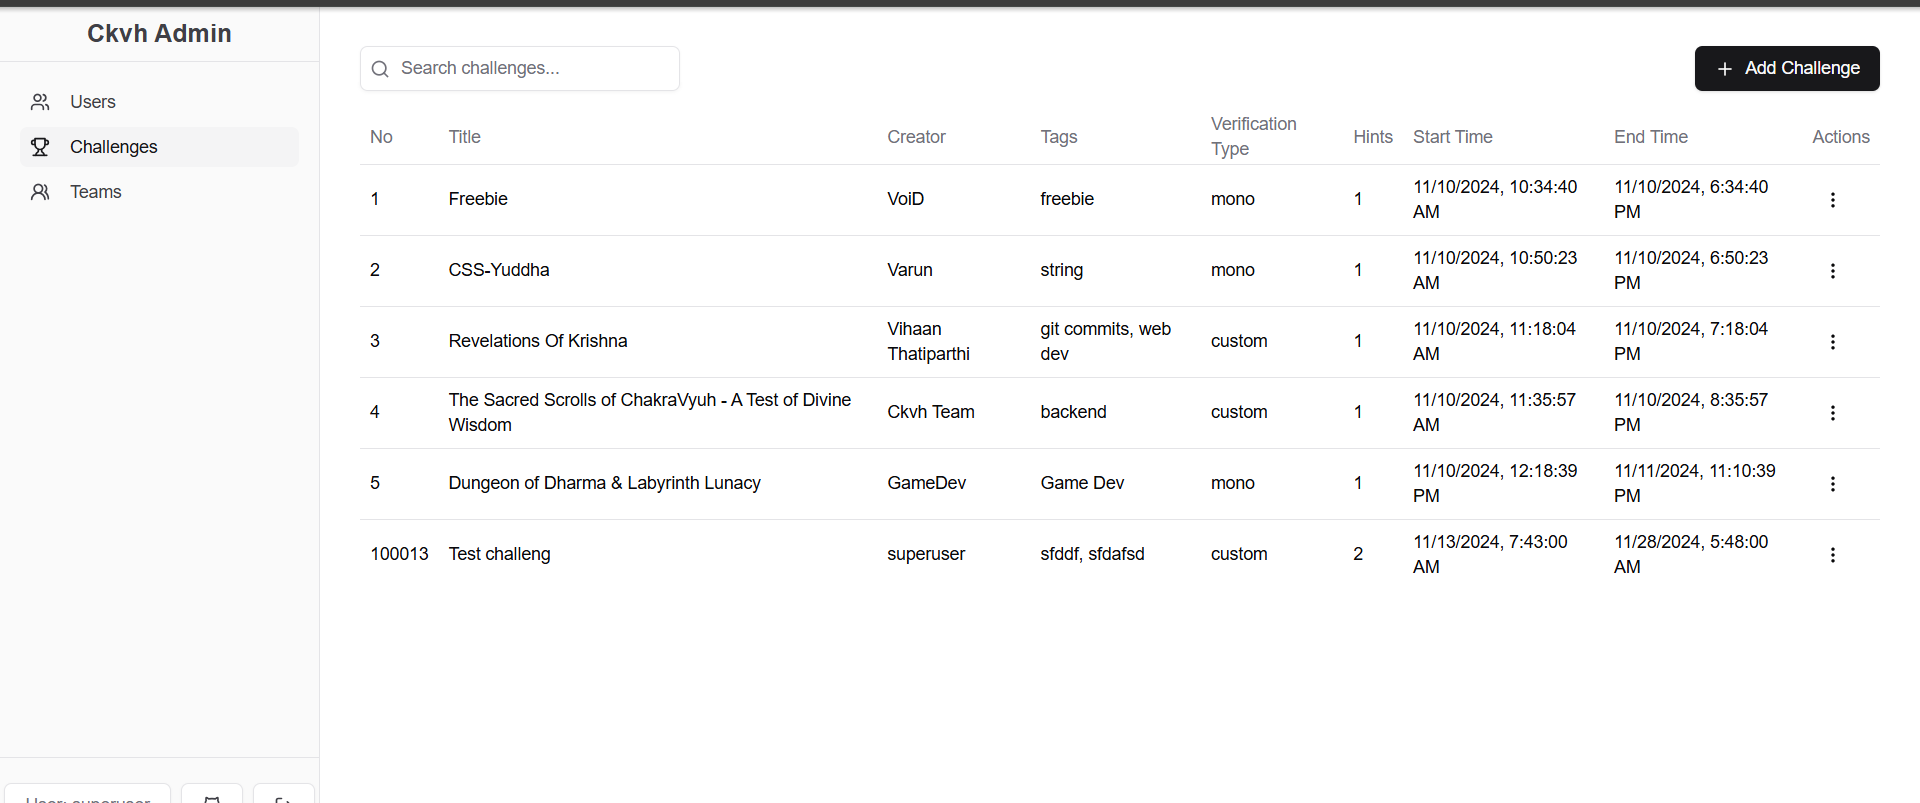 Ckvh Admin
Users
Challenges
Teams
Search challenges...
Add Challenge
No Title Creator Tags Verification Type Hints Start Time End Time Actions
1 Freebie VoiD freebie mono 1 11/10/2024, 10:34:40 AM 11/10/2024, 6:34:40 PM
2 CSS-Yuddha Varun string mono 1 11/10/2024, 10:50:23 AM 11/10/2024, 6:50:23 PM
3 Revelations Of Krishna Vihaan Thatiparthi git commits, web dev custom 1 11/10/2024, 11:18:04 AM 11/10/2024, 7:18:04 PM
4 The Sacred Scrolls of ChakraVyuh - A Test of Divine Wisdom Ckvh Team backend custom 1 11/10/2024, 11:35:57 AM 11/10/2024, 8:35:57 PM
5 Dungeon of Dharma & Labyrinth Lunacy GameDev Game Dev mono 1 11/10/2024, 12:18:39 PM 11/11/2024, 11:10:39 PM
100013 Test challeng superuser sfddf, sfdafsd custom 2 11/13/2024, 7:43:00 AM 11/28/2024, 5:48:00 AM
User: superuser